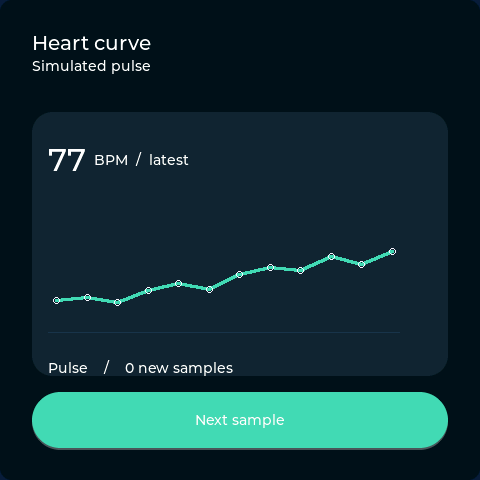 Heart curve
Simulated pulse
77 BPM / latest
Pulse / 0 new samples
Next sample